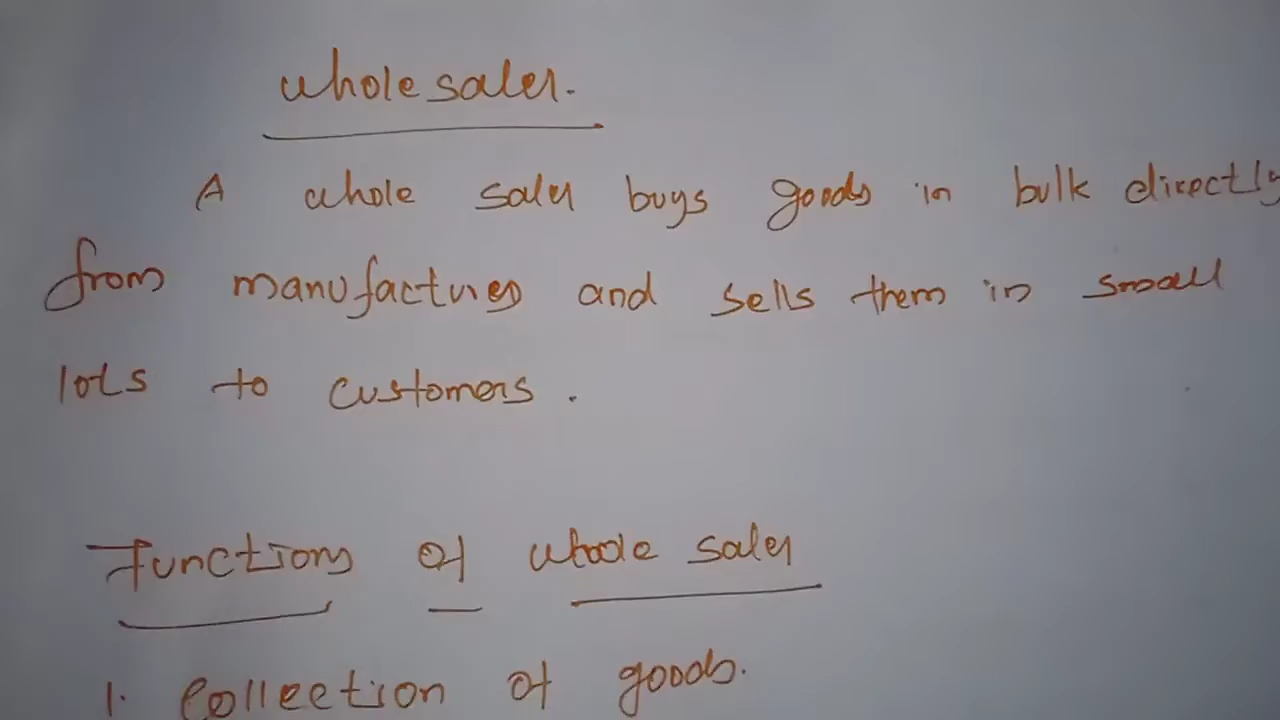 wholesaler.
A whole saler buys goods in bulk directly
from manufactures and sells them in small
lots to customers.
Functions of whole saler
1. Collection of goods.